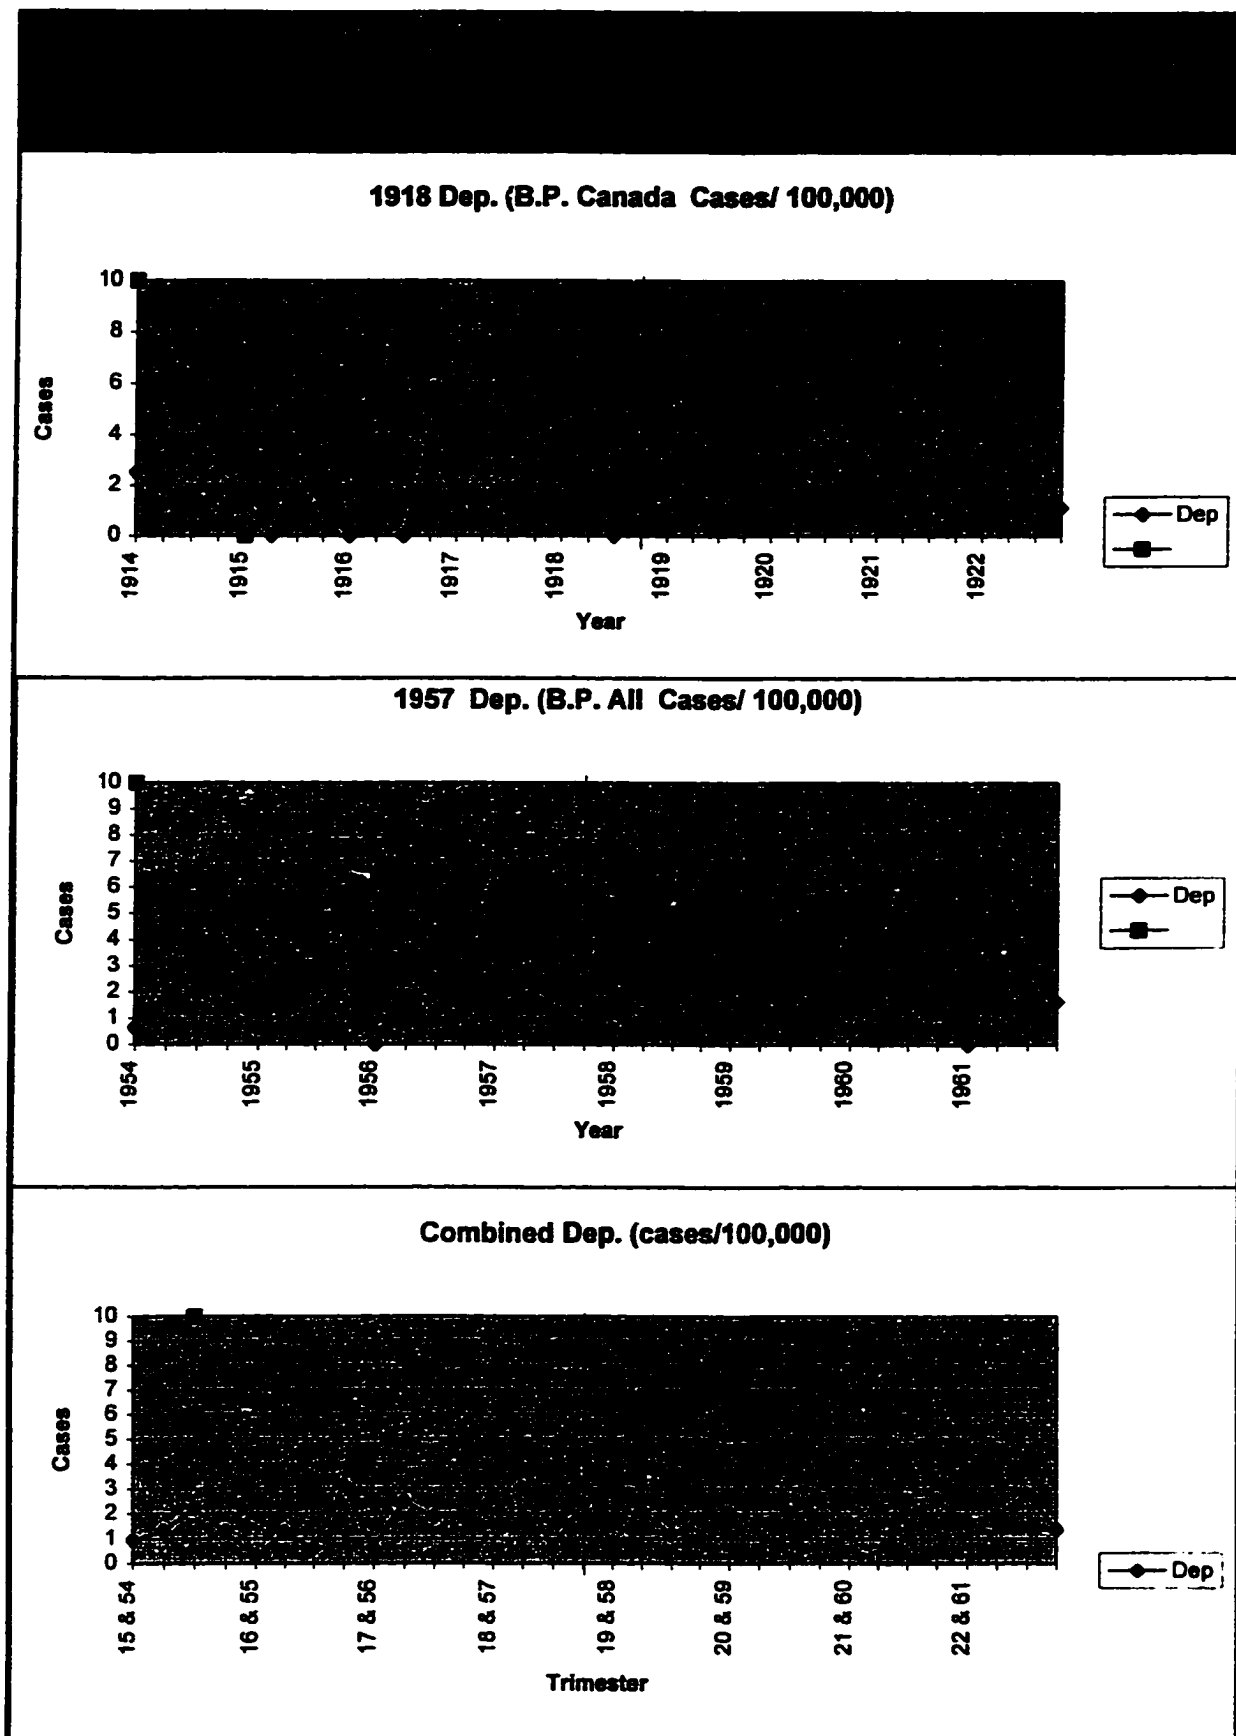 1918 Dep. (B.P. Canada Cases/ 100,000)
10
8
6
4
2
0
Cases
1914
1915
1916
1917
1918
1919
1920
1921
1922
Year
Dep
1957 Dep. (B.P. All Cases/ 100,000)
10
9
8
7
6
5
4
3
2
1
0
Cases
1954
1955
1956
1957
1958
1959
1960
1961
Year
Dep
Combined Dep. (cases/100,000)
10
9
8
7
6
5
4
3
2
1
0
Cases
15 & 54
16 & 55
17 & 56
18 & 57
19 & 58
20 & 59
21 & 60
22 & 61
Trimester
Dep